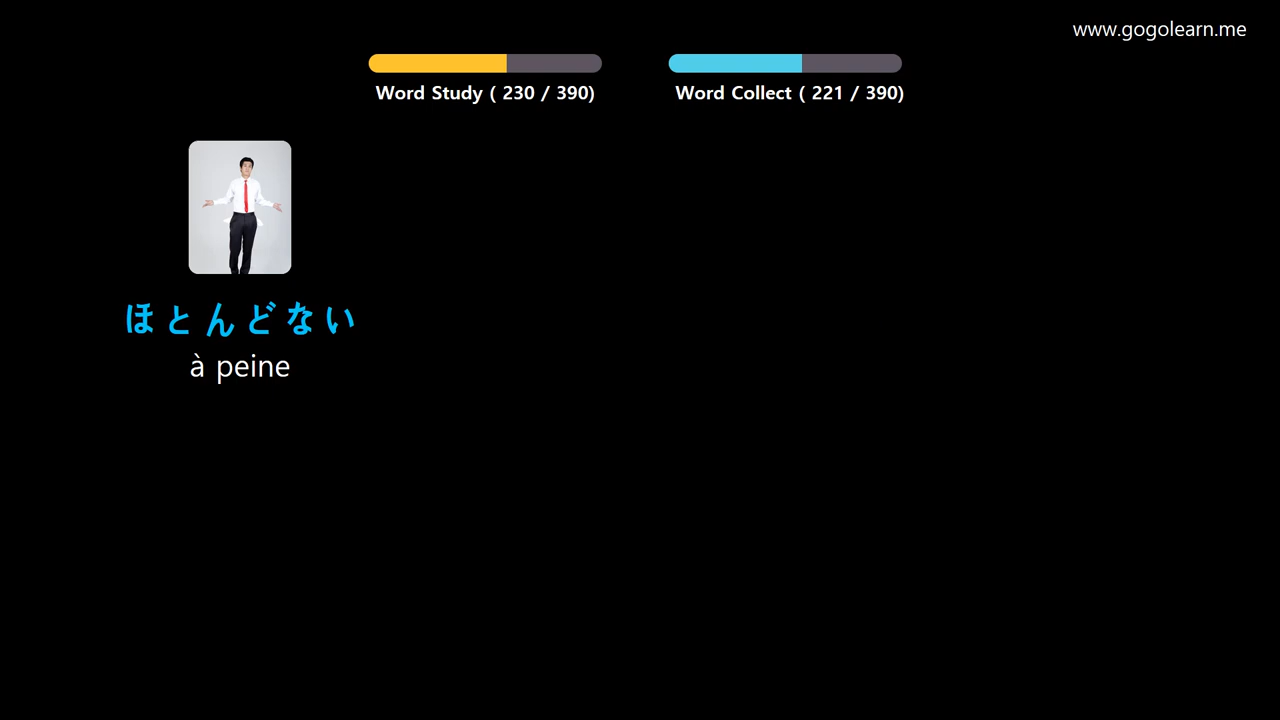 www.gogolearn.me
Word Study ( 230 / 390)
Word Collect ( 221 / 390)
ほとんどない
à peine